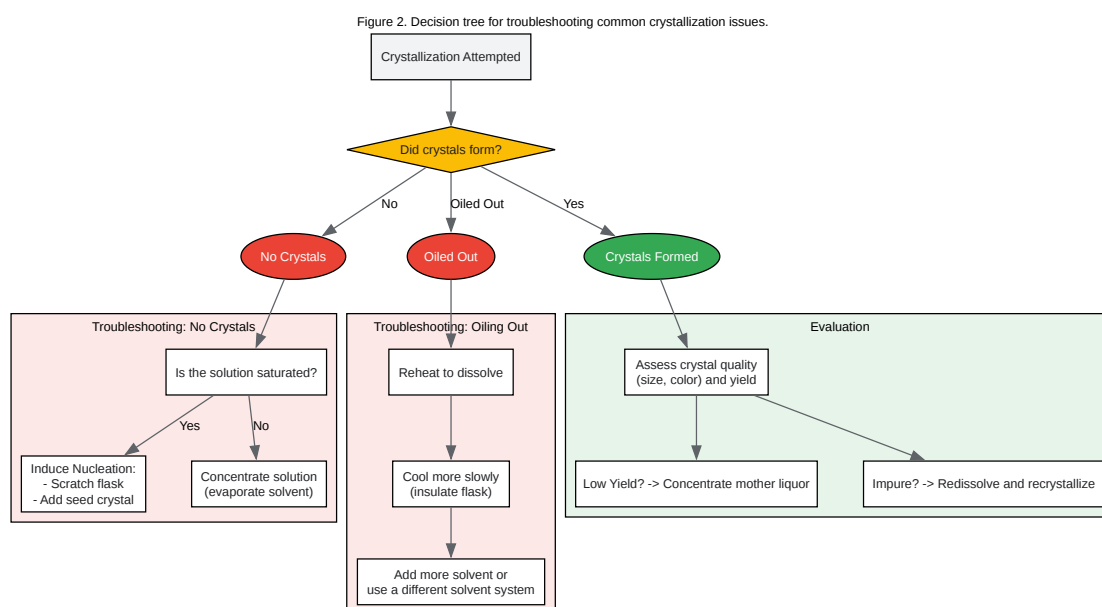 Figure 2. Decision tree for troubleshooting common crystallization issues.
Crystallization Attempted
Did crystals form?
No
Oiled Out
Yes
No Crystals
Oiled Out
Crystals Formed
Troubleshooting: No Crystals
Is the solution saturated?
Yes
No
Induce Nucleation:
- Scratch flask
- Add seed crystal
Concentrate solution
(evaporate solvent)
Troubleshooting: Oiling Out
Reheat to dissolve
Cool more slowly
(insulate flask)
Add more solvent or
use a different solvent system
Evaluation
Assess crystal quality
(size, color) and yield
Low Yield? -> Concentrate mother liquor
Impure? -> Redissolve and recrystallize